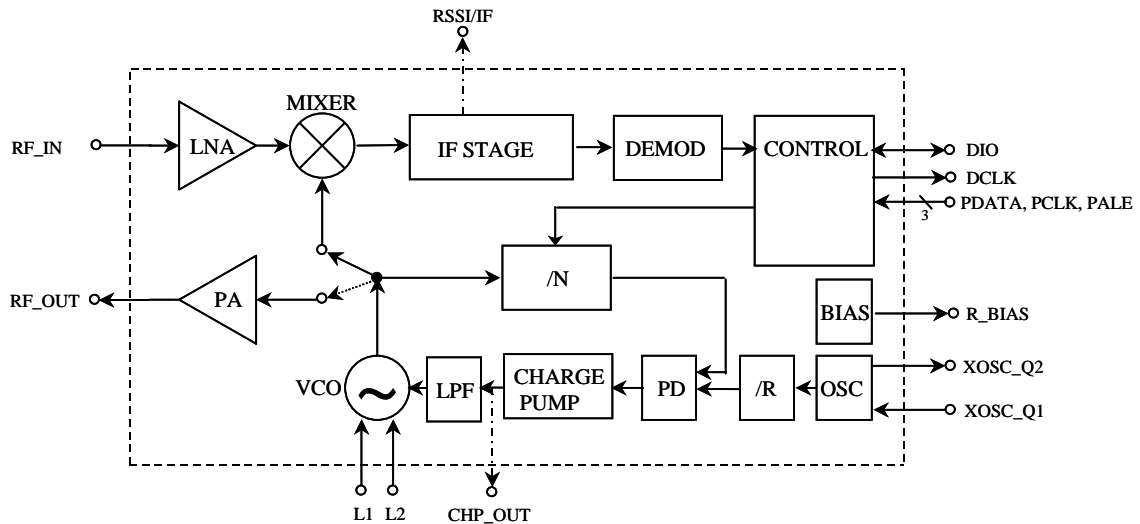 RSSI/IF
MIXER
RF_IN
LNA
IF STAGE
DEMOD
CONTROL
DIO
DCLK
PDATA, PCLK, PALE
3
/N
RF_OUT
PA
BIAS
R_BIAS
VCO
~
LPF
CHARGE
PUMP
PD
/R
OSC
XOSC_Q2
XOSC_Q1
L1
L2
CHP_OUT